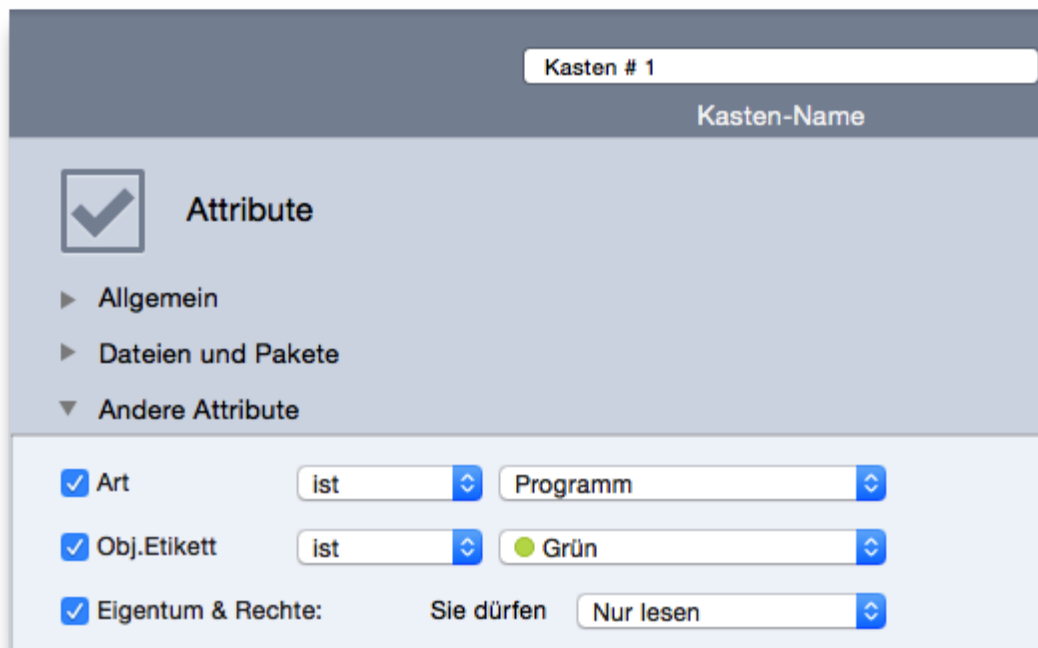 Kasten # 1
Kasten-Name
Attribute
Allgemein
Dateien und Pakete
Andere Attribute
Art ist Programm
Obj.Etikett ist Grün
Eigentum & Rechte: Sie dürfen Nur lesen